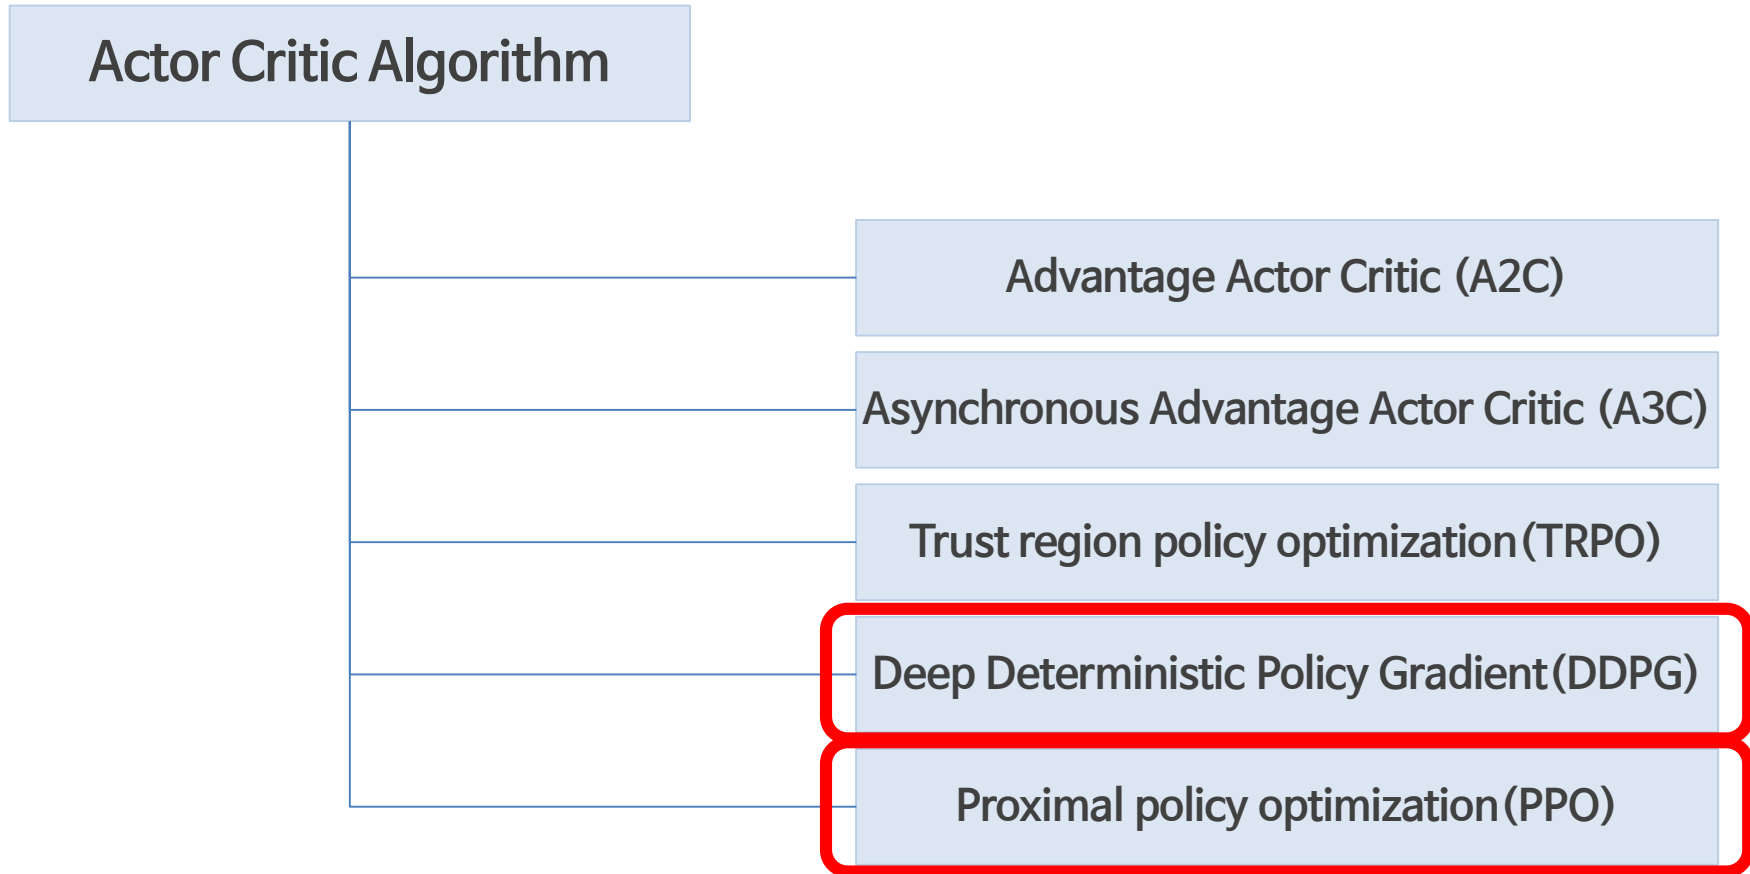 Actor Critic Algorithm
Advantage Actor Critic (A2C)
Asynchronous Advantage Actor Critic (A3C)
Trust region policy optimization(TRPO)
Deep Deterministic Policy Gradient(DDPG)
Proximal policy optimization(PPO)